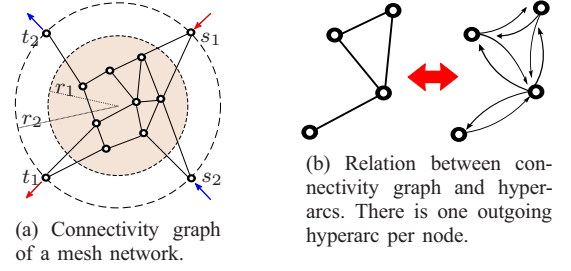 t2
s1
r1
r2
t1
s2
(a) Connectivity graph
of a mesh network.
(b) Relation between con-
nectivity graph and hyper-
arcs. There is one outgoing
hyperarc per node.